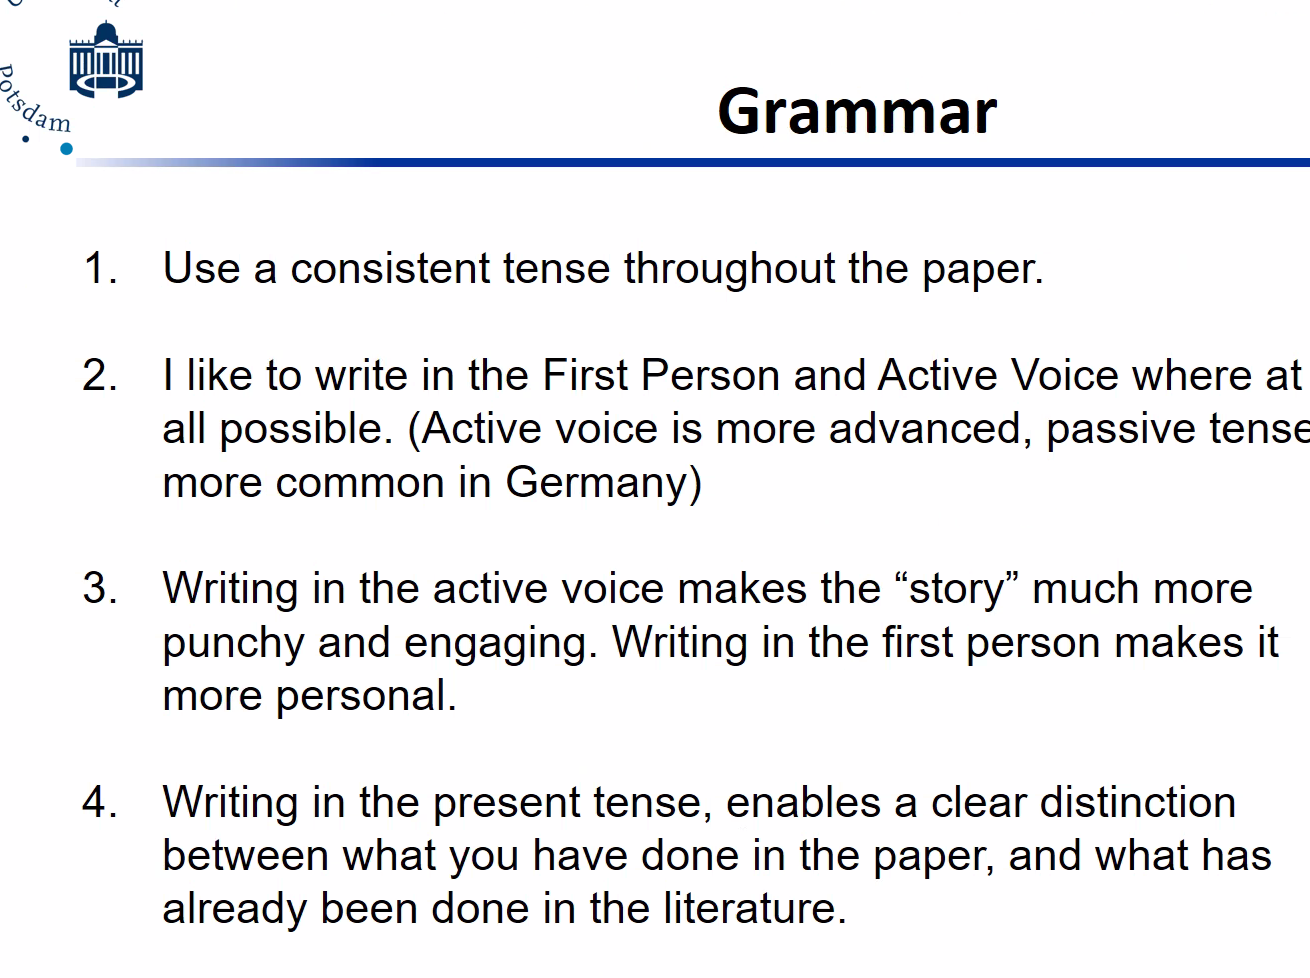 Potsdam
Grammar
1. Use a consistent tense throughout the paper.
2. I like to write in the First Person and Active Voice where at
all possible. (Active voice is more advanced, passive tense
more common in Germany)
3. Writing in the active voice makes the “story” much more
punchy and engaging. Writing in the first person makes it
more personal.
4. Writing in the present tense, enables a clear distinction
between what you have done in the paper, and what has
already been done in the literature.